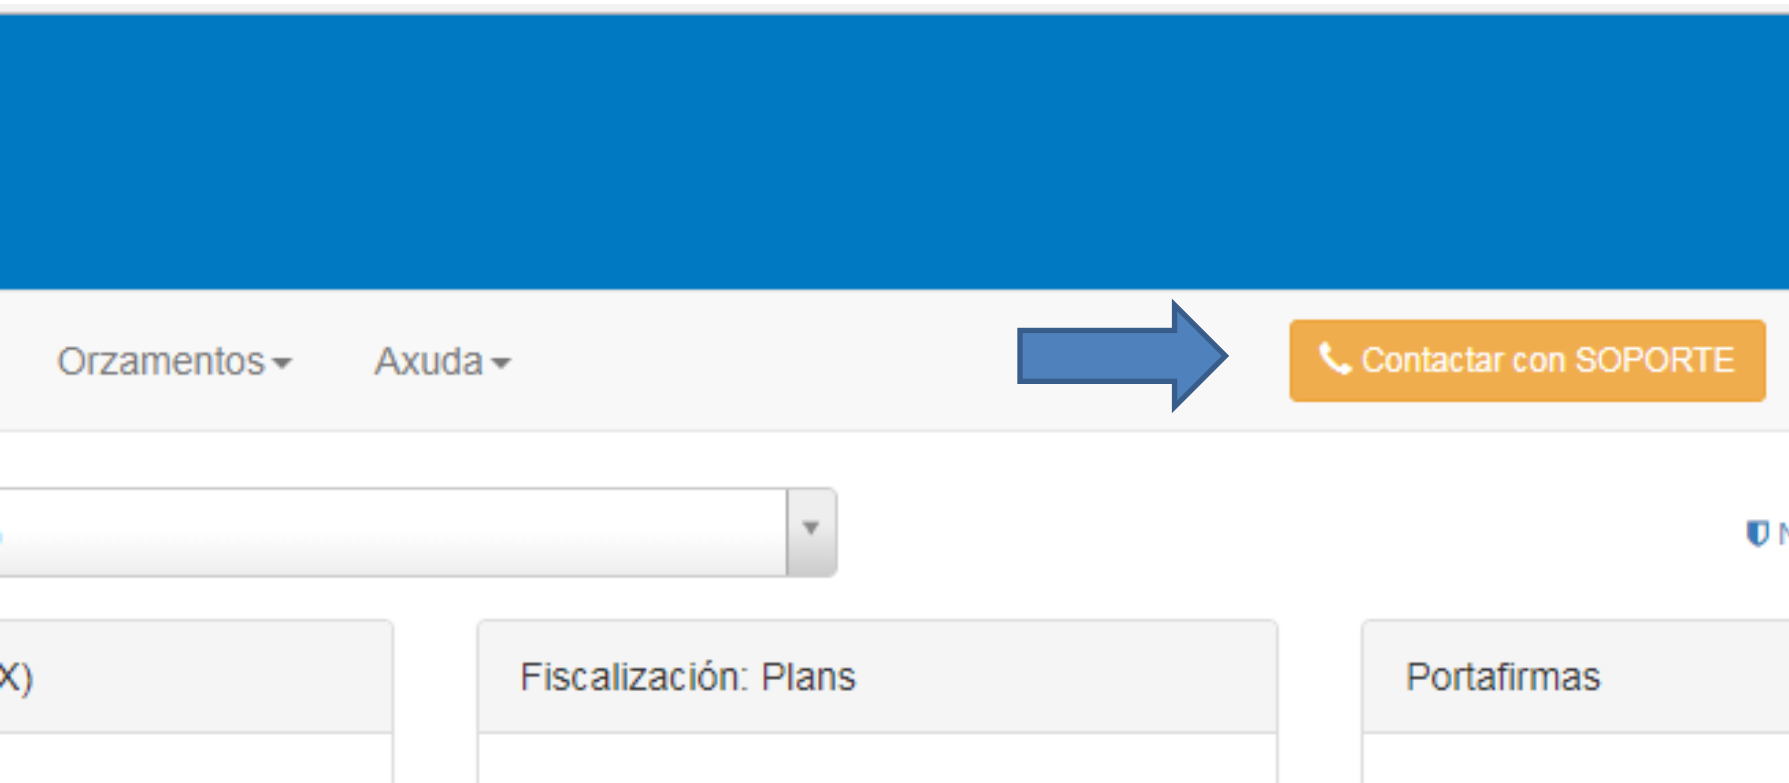 Orzamentos
Axuda
Contactar con SOPORTE
X)
Fiscalización: Plans
Portafirmas